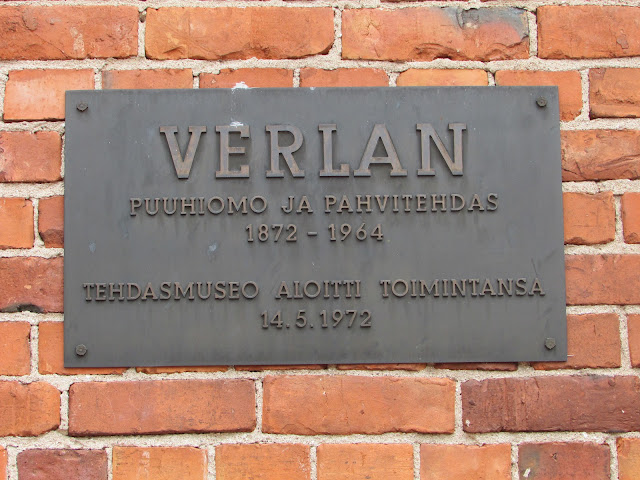 VERLAN
PUUHIOMO JA PAHVITEHDAS
1872 - 1964
TEHDASMUSEO ALOITTI TOIMINTANSA
14.5.1972